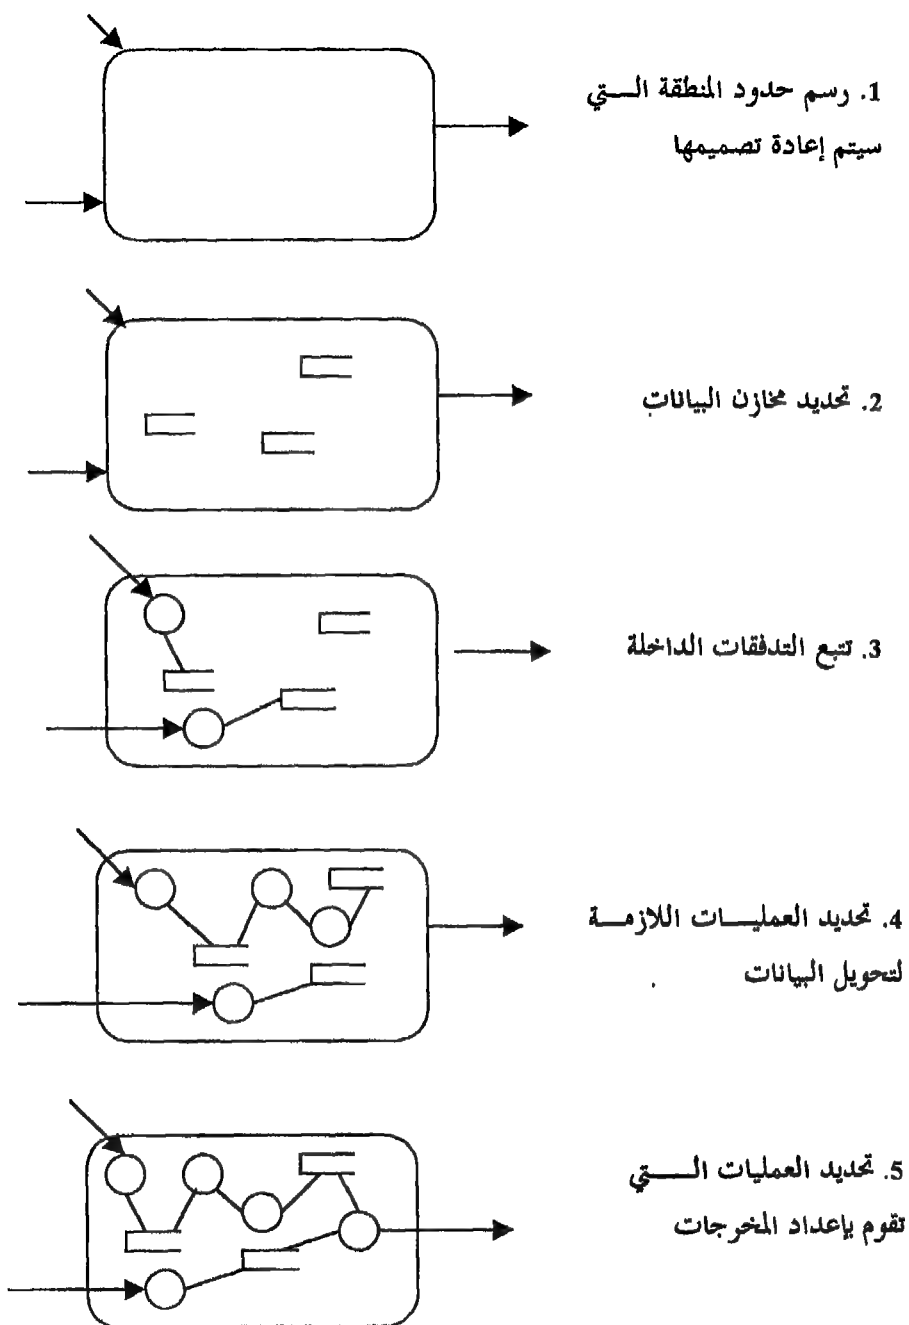 1. رسم حدود المنطقة التي
سيتم إعادة تصميمها
2. تحديد مخازن البيانات
3. تتبع التدفقات الداخلة
4. تحديد العمليات اللازمة
لتحويل البيانات
5. تحديد العمليات التي
تقوم بإعداد المخرجات